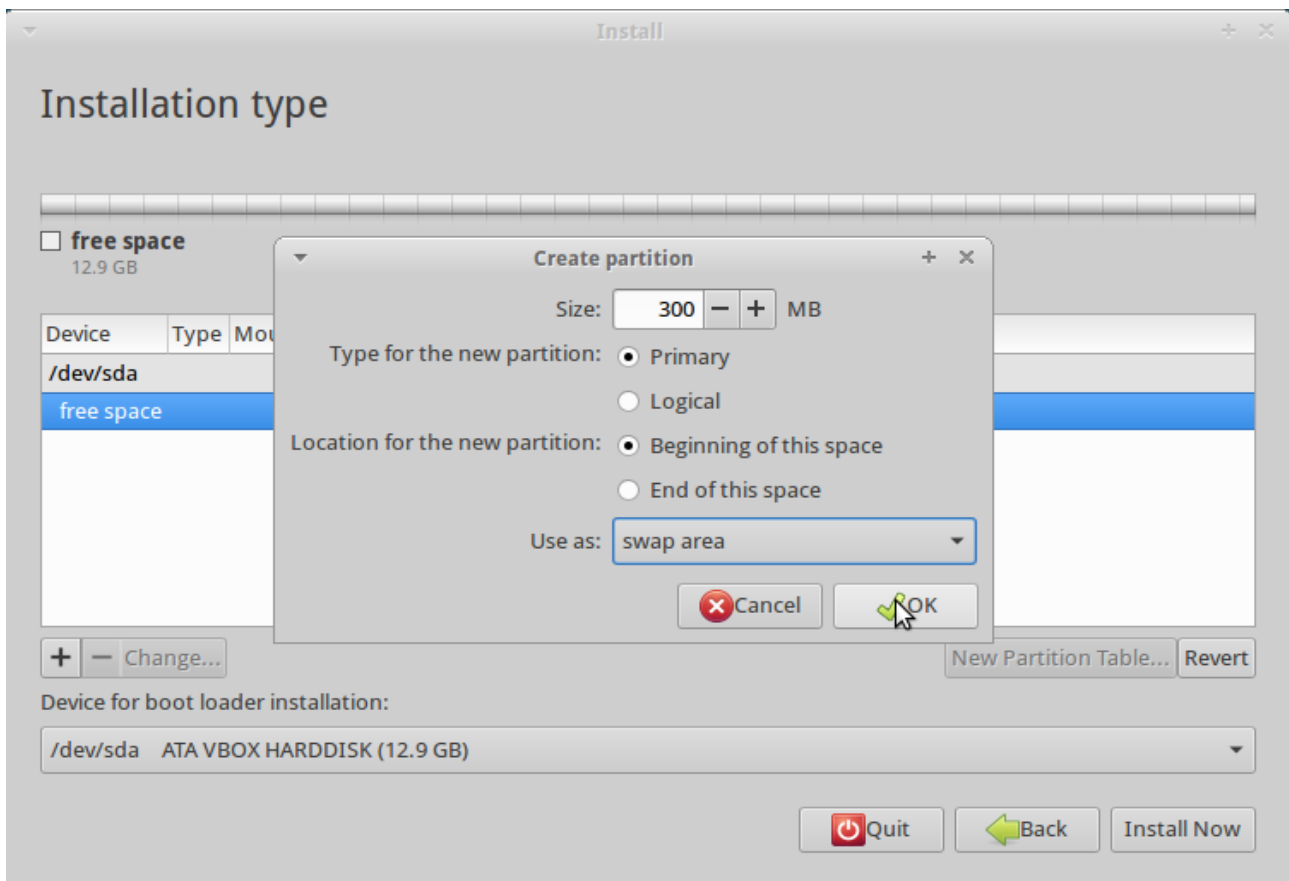 Install
Installation type
free space
12.9 GB
Create partition
Size: 300 MB
Type for the new partition: Primary
Logical
Location for the new partition: Beginning of this space
End of this space
Use as: swap area
Cancel OK
Device Type Mou
/dev/sda
free space
Change... New Partition Table... Revert
Device for boot loader installation:
/dev/sda ATA VBOX HARDDISK (12.9 GB)
Quit Back Install Now